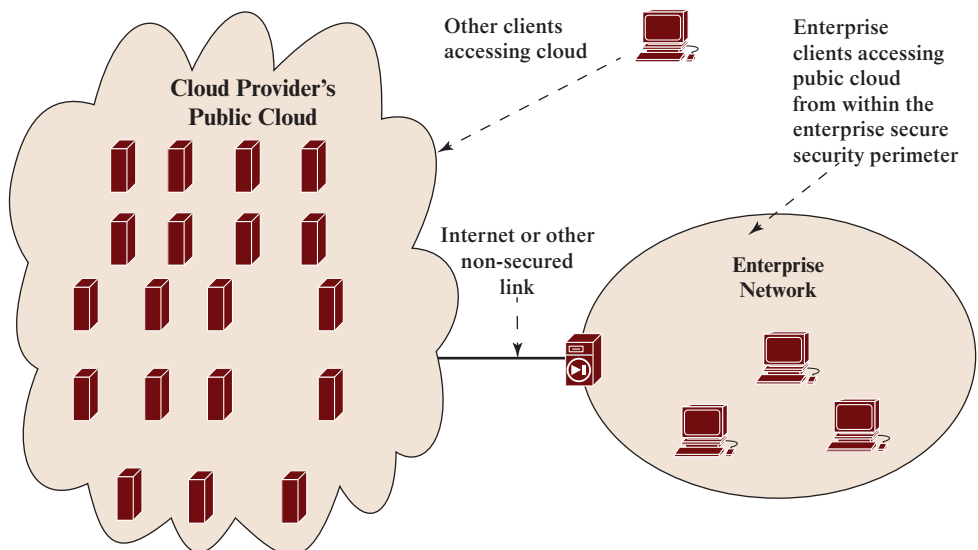 Cloud Provider's
Public Cloud
Other clients
accessing cloud
Enterprise
clients accessing
pubic cloud
from within the
enterprise secure
security perimeter
Internet or other
non-secured
link
Enterprise
Network